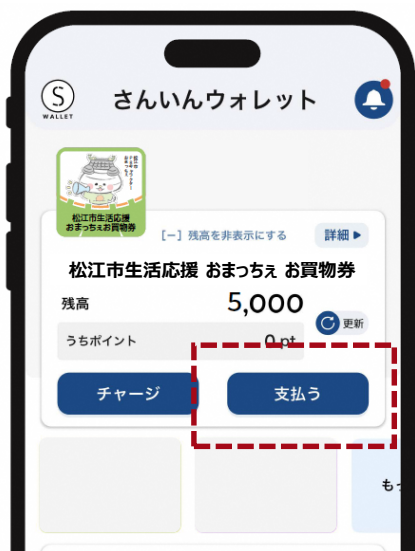 S
WALLET
さんいんウォレット
松江市生活応援
おまっちぇお買物券
[−] 残高を非表示にする
詳細 ▶
松江市生活応援 おまっちぇ お買物券
残高
5,000
更新
うちポイント
0 pt
チャージ
支払う